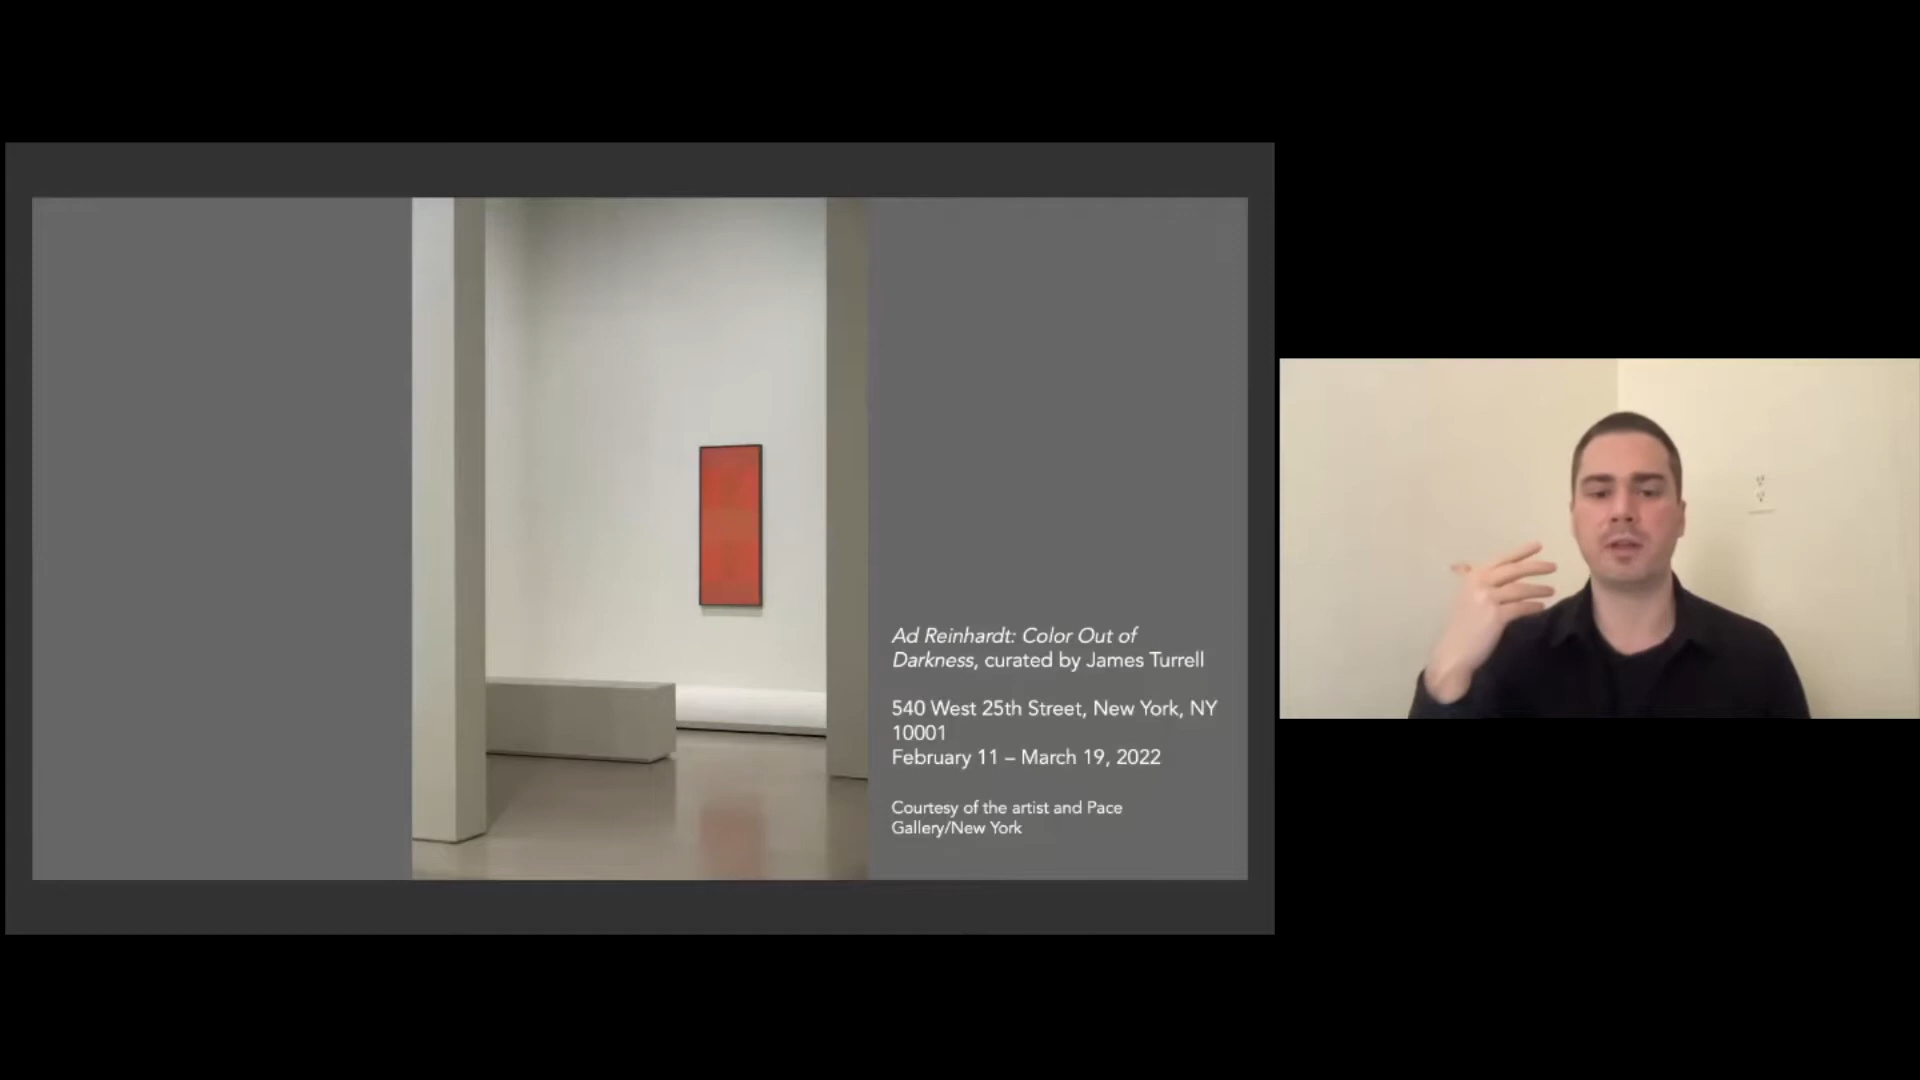 Ad Reinhardt: Color Out of
Darkness, curated by James Turrell
540 West 25th Street, New York, NY
10001
February 11 – March 19, 2022
Courtesy of the artist and Pace
Gallery/New York